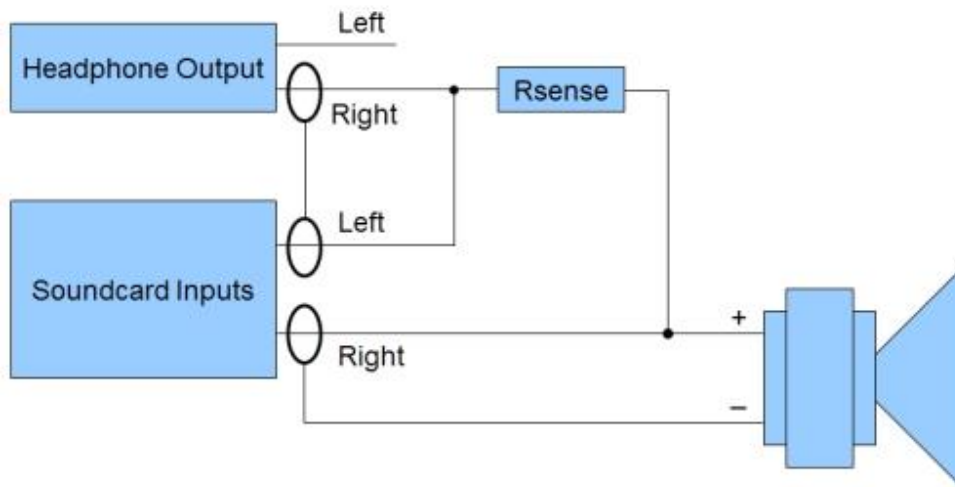 Left
Headphone Output
Right
Rsense
Left
Soundcard Inputs
Right
+
–